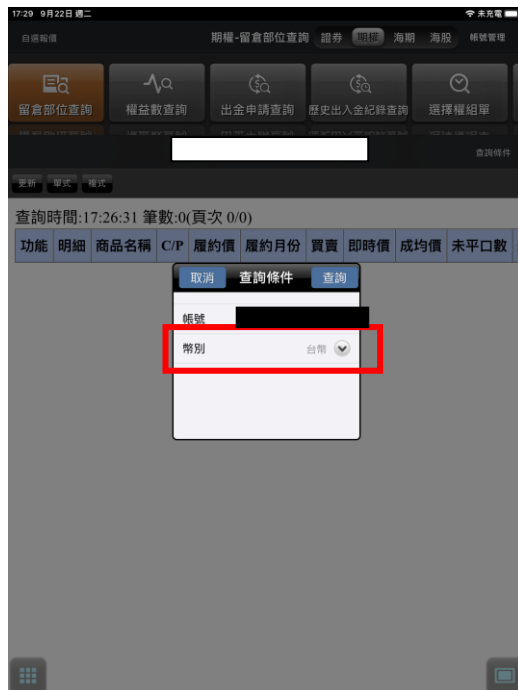 17:29 9月22日 週二
未充電
自選報價
期權-留倉部位查詢
證券
期權
海期
海股
帳號管理
留倉部位查詢
權益數查詢
出金申請查詢
歷史出入金紀錄查詢
選擇權組單
查詢條件
更新
單式
複式
查詢時間:17:26:31 筆數:0(頁次 0/0)
功能 明細 商品名稱 C/P 履約價 履約月份 買賣 即時價 成均價 未平口數
取消
查詢條件
查詢
帳號
幣別
台幣